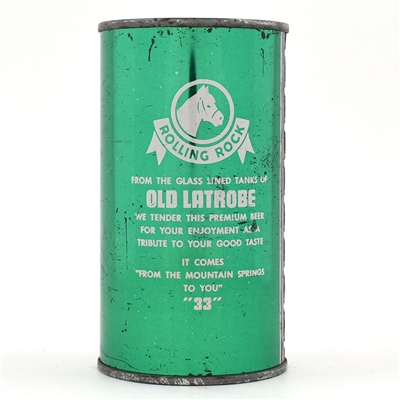 ROLLING ROCK
FROM THE GLASS LINED TANKS OF
OLD LATROBE
WE TENDER THIS PREMIUM BEER
FOR YOUR ENJOYMENT AS A
TRIBUTE TO YOUR GOOD TASTE
IT COMES
"FROM THE MOUNTAIN SPRINGS
TO YOU"
"33"